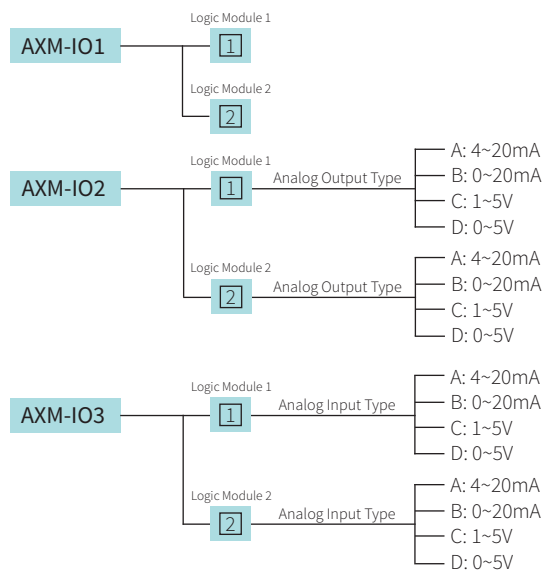 Logic Module 1
AXM-IO1
1
Logic Module 2
2
Logic Module 1
AXM-IO2
1
Analog Output Type
A: 4~20mA
B: 0~20mA
C: 1~5V
D: 0~5V
Logic Module 2
2
Analog Output Type
A: 4~20mA
B: 0~20mA
C: 1~5V
D: 0~5V
Logic Module 1
AXM-IO3
1
Analog Input Type
A: 4~20mA
B: 0~20mA
C: 1~5V
D: 0~5V
Logic Module 2
2
Analog Input Type
A: 4~20mA
B: 0~20mA
C: 1~5V
D: 0~5V